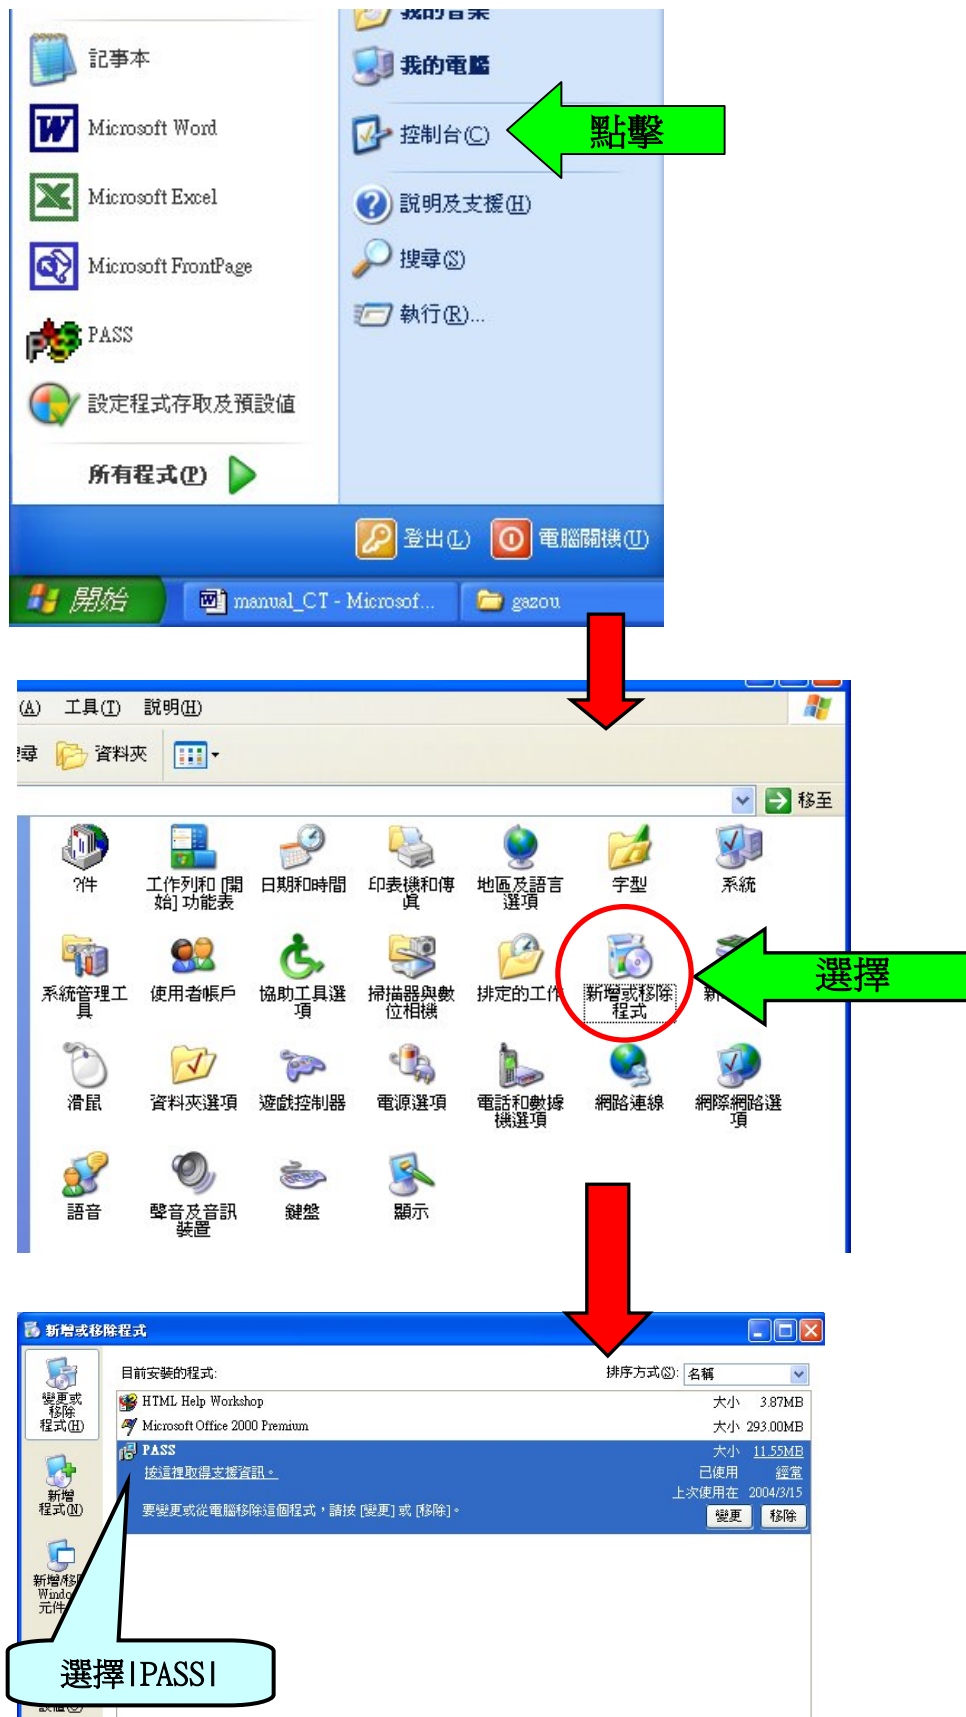 我的音樂
記事本
我的電腦
Microsoft Word
控制台(C)
點擊
Microsoft Excel
說明及支援(H)
Microsoft FrontPage
搜尋(S)
PASS
執行(R)...
設定程式存取及預設值
所有程式(P)
登出(L)
電腦關機(U)
開始
manual_CT - Microsof...
gazou
(A) 工具(T) 說明(H)
尋 資料夾
移至
?件
工作列和 [開
始] 功能表
日期和時間
印表機和傳
真
地區及語言
選項
字型
系統
系統管理工
具
使用者帳戶
協助工具選
項
掃描器與數
位相機
排定的工作
新增或移除
程式
新
選擇
滑鼠
資料夾選項
遊戲控制器
電源選項
電話和數據
機選項
網路連線
網際網路選
項
語音
聲音及音訊
裝置
鍵盤
顯示
新增或移除程式
變更或
移除
程式(H)
目前安裝的程式:
排序方式(S): 名稱
HTML Help Workshop 大小 3.87MB
Microsoft Office 2000 Premium 大小 293.00MB
PASS 大小 11.55MB
按這裡取得支援資訊。 已使用 經常
上次使用在 2004/3/15
要變更或從電腦移除這個程式，請按 [變更] 或 [移除]。
變更 移除
新增
程式(N)
新增/移
Windo
元件
選擇|PASS|